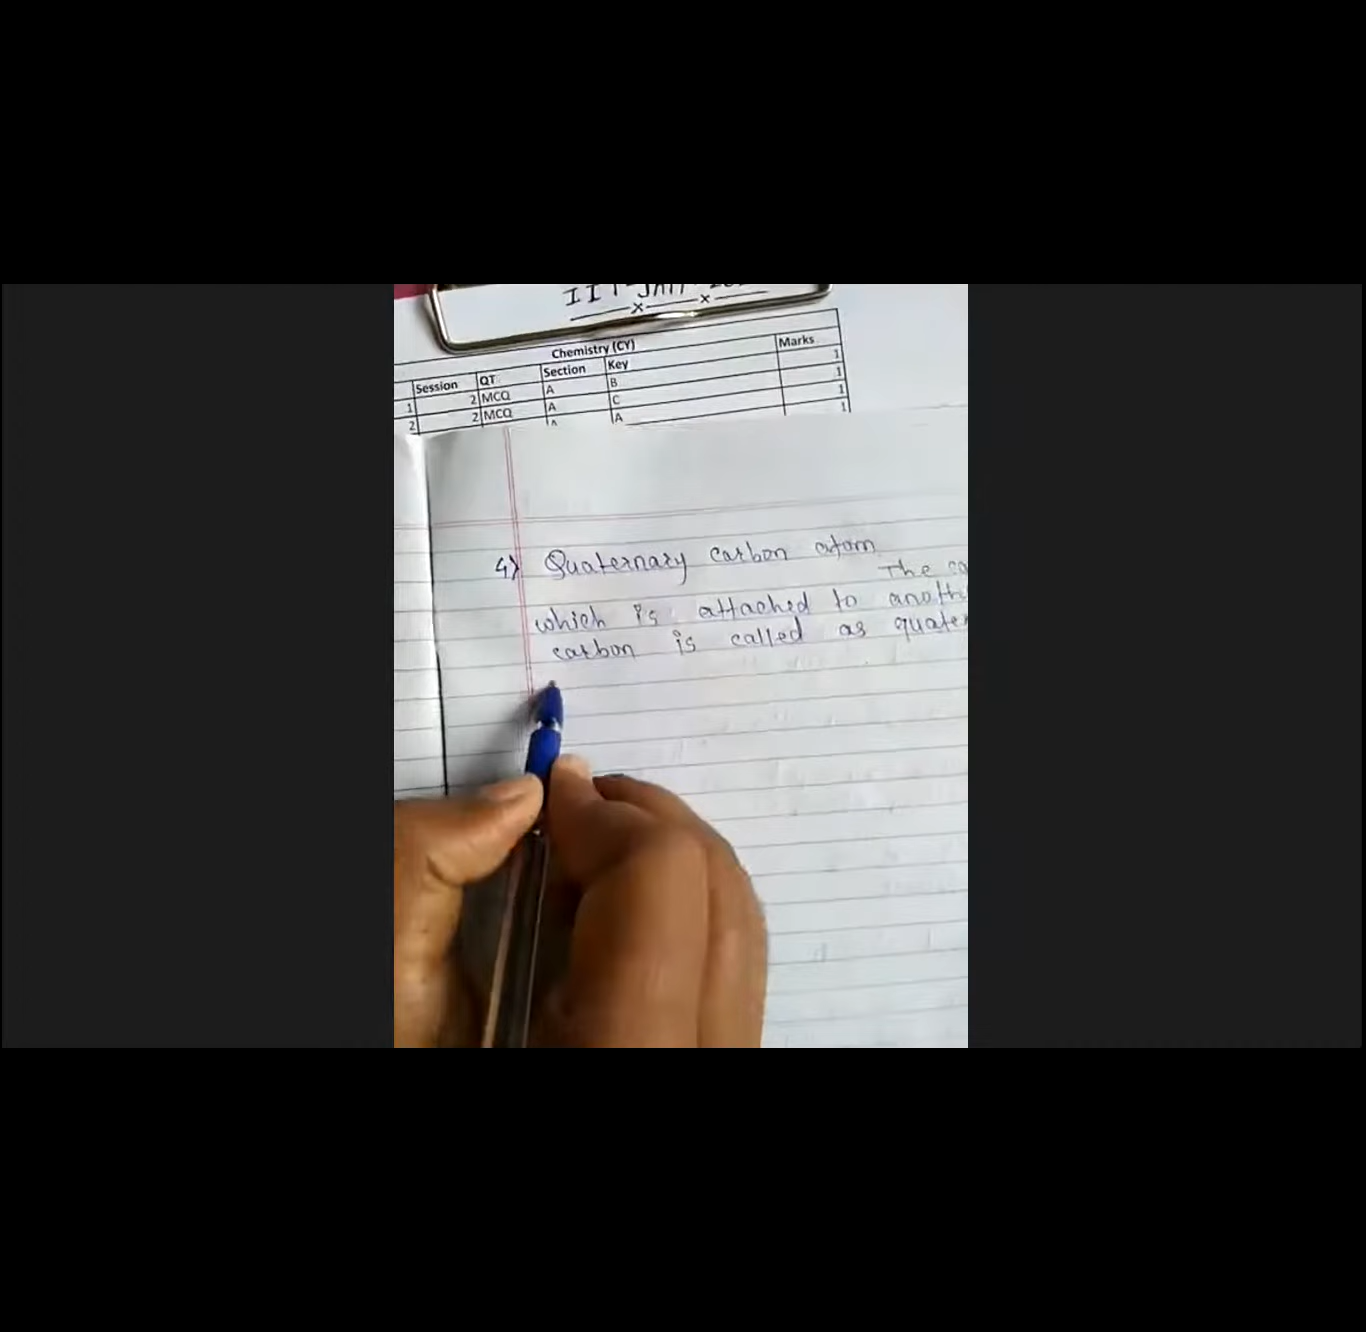 Chemistry (CY)
Session QT Section Key Marks
1 2 MCQ A B 1
2 2 MCQ A C 1
A 1
1
4) Quaternary carbon atom
The
which is attached to
carbon is called as